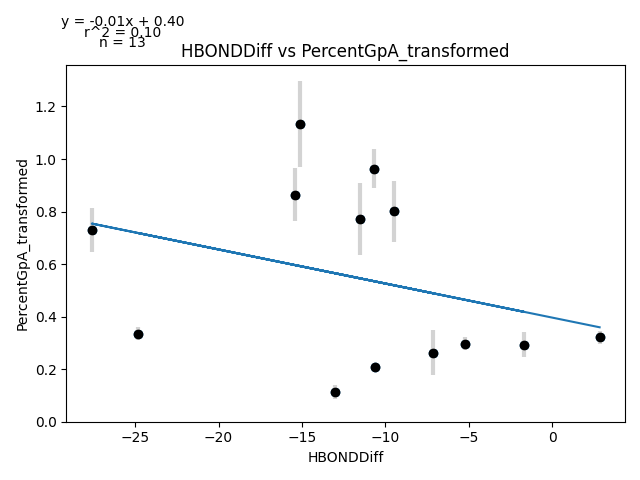 y = -0.01x + 0.40
r^2 = 0.10
n = 13
HBONDDiff vs PercentGpA_transformed
PercentGpA_transformed
1.2
1.0
0.8
0.6
0.4
0.2
0.0
−25
−20
−15
−10
−5
0
HBONDDiff